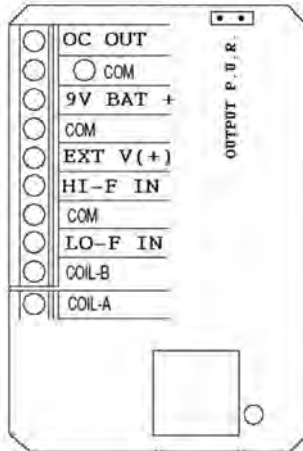 OC OUT
COM
9V BAT +
COM
EXT V(+)
HI-F IN
COM
LO-F IN
COIL-B
COIL-A
OUTPUT P.U.R.